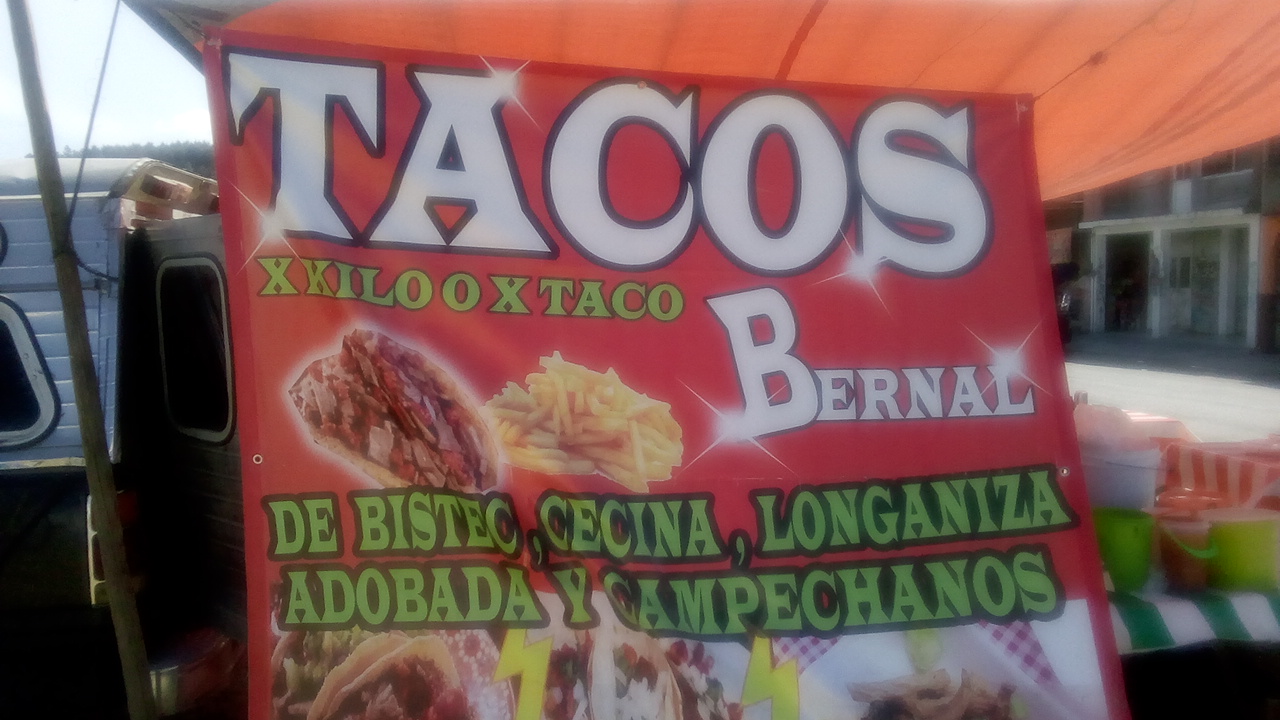 TACOS
X KILO O X TACO
BERNAL
DE BISTEC, CECINA, LONGANIZA
ADOBADA Y CAMPECHANOS